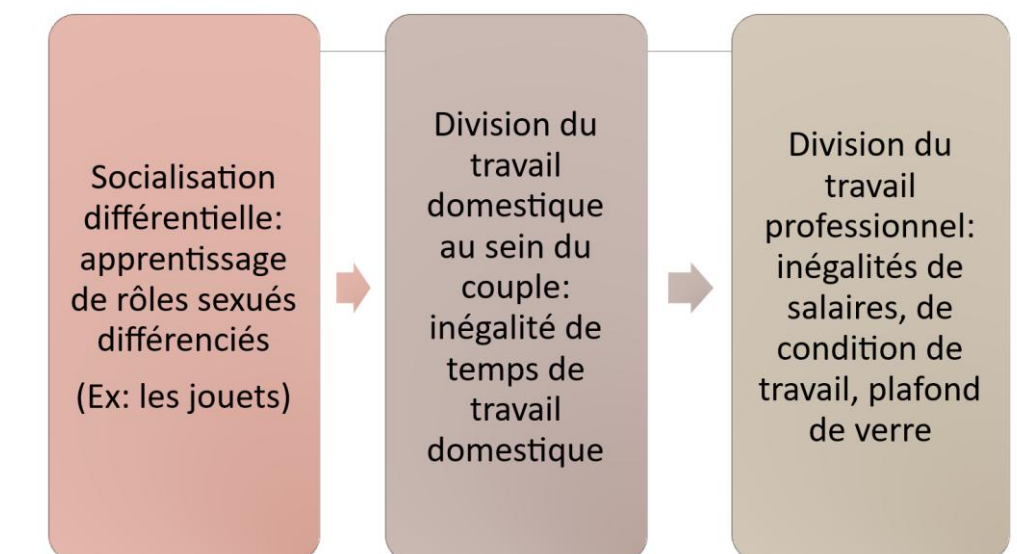 Socialisation
différentielle:
apprentissage
de rôles sexués
différenciés
(Ex: les jouets)
Division du
travail
domestique
au sein du
couple:
inégalité de
temps de
travail
domestique
Division du
travail
professionnel:
inégalités de
salaires, de
condition de
travail, plafond
de verre